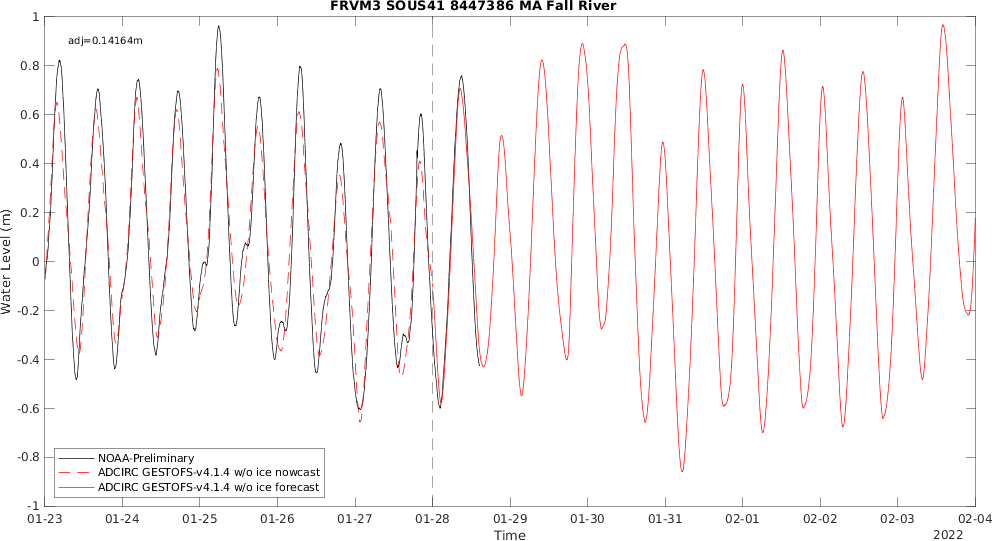 FRVM3 SOUS41 8447386 MA Fall River
adj=0.14164m
1
0.8
0.6
0.4
0.2
0
-0.2
-0.4
-0.6
-0.8
-1
Water Level (m)
NOAA-Preliminary
ADCIRC GESTOFS-v4.1.4 w/o ice nowcast
ADCIRC GESTOFS-v4.1.4 w/o ice forecast
01-23 01-24 01-25 01-26 01-27 01-28 01-29 01-30 01-31 02-01 02-02 02-03 02-04
Time
2022